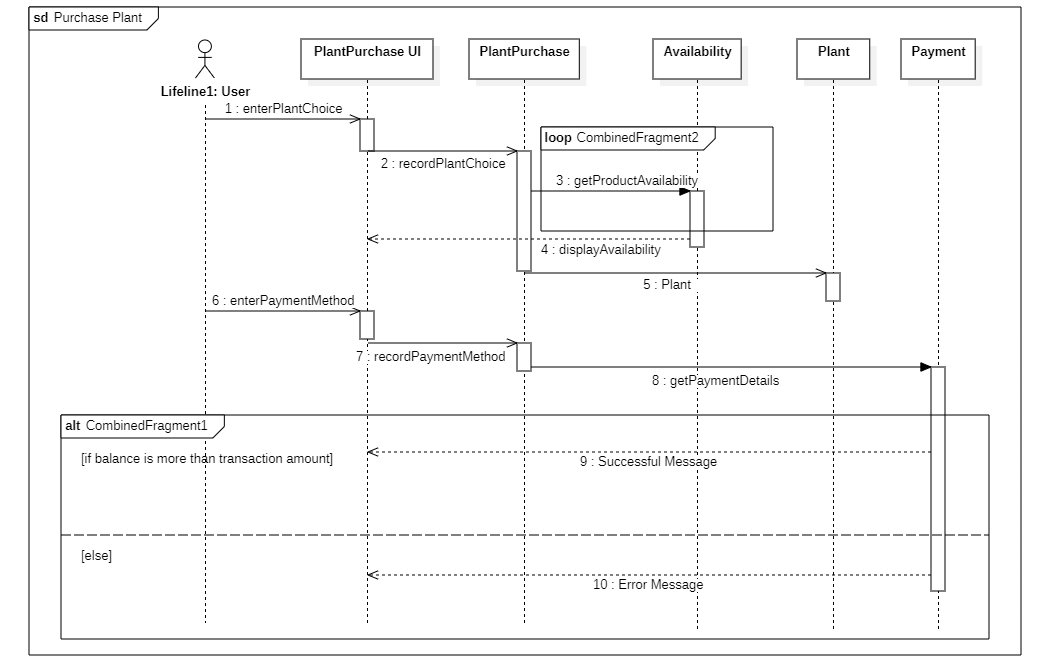 sd Purchase Plant
PlantPurchase UI
PlantPurchase
Availability
Plant
Payment
Lifeline1: User
1 : enterPlantChoice
loop CombinedFragment2
2 : recordPlantChoice
3 : getProductAvailability
4 : displayAvailability
5 : Plant
6 : enterPaymentMethod
7 : recordPaymentMethod
8 : getPaymentDetails
alt CombinedFragment1
[if balance is more than transaction amount]
9 : Successful Message
[else]
10 : Error Message